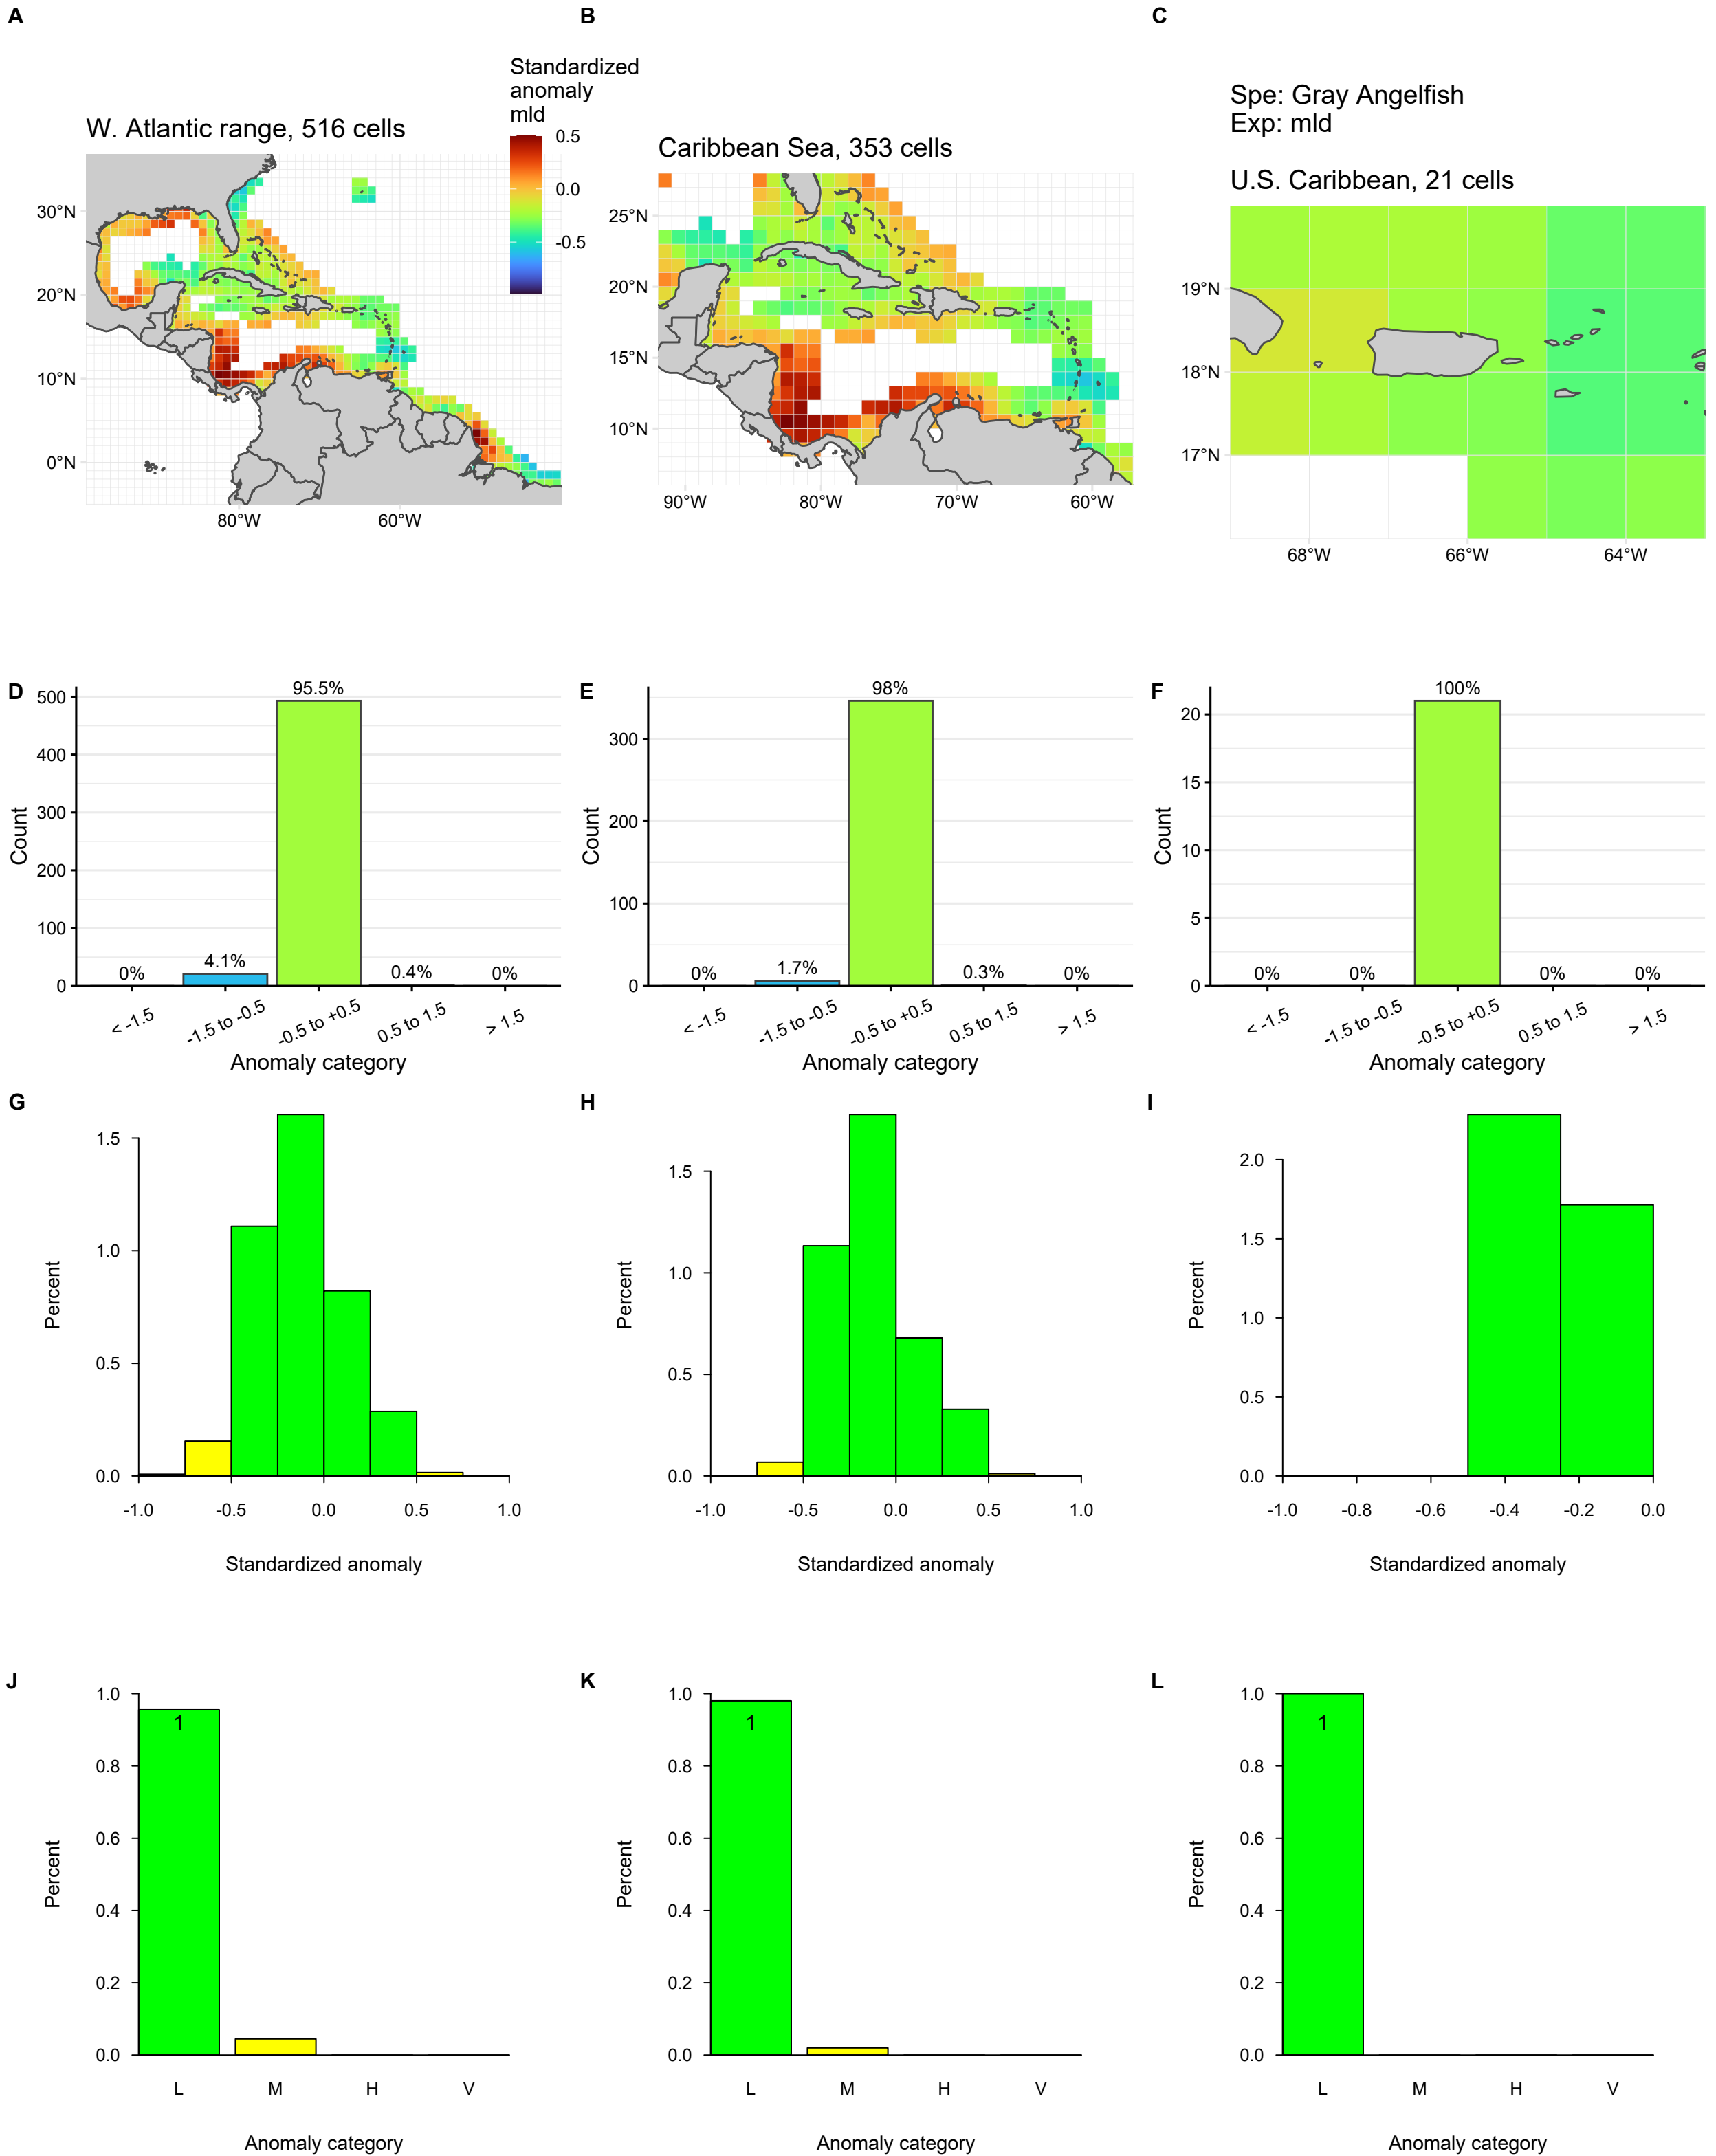 A
B
C
Standardized
anomaly
mld
0.5
0.0
-0.5
W. Atlantic range, 516 cells
30°N
20°N
10°N
0°N
80°W
60°W
Caribbean Sea, 353 cells
25°N
20°N
15°N
10°N
90°W
80°W
70°W
60°W
Spe: Gray Angelfish
Exp: mld
U.S. Caribbean, 21 cells
19°N
18°N
17°N
68°W
66°W
64°W
D
Count
500
400
300
200
100
0
0%
4.1%
95.5%
0.4%
0%
< -1.5
-1.5 to -0.5
-0.5 to +0.5
0.5 to 1.5
> 1.5
Anomaly category
E
Count
300
200
100
0
0%
1.7%
98%
0.3%
0%
< -1.5
-1.5 to -0.5
-0.5 to +0.5
0.5 to 1.5
> 1.5
Anomaly category
F
Count
20
15
10
5
0
0%
0%
100%
0%
0%
< -1.5
-1.5 to -0.5
-0.5 to +0.5
0.5 to 1.5
> 1.5
Anomaly category
G
Percent
1.5
1.0
0.5
0.0
-1.0
-0.5
0.0
0.5
1.0
Standardized anomaly
H
Percent
1.5
1.0
0.5
0.0
-1.0
-0.5
0.0
0.5
1.0
Standardized anomaly
I
Percent
2.0
1.5
1.0
0.5
0.0
-1.0
-0.8
-0.6
-0.4
-0.2
0.0
Standardized anomaly
J
Percent
1.0
0.8
0.6
0.4
0.2
0.0
1
L
M
H
V
Anomaly category
K
Percent
1.0
0.8
0.6
0.4
0.2
0.0
1
L
M
H
V
Anomaly category
L
Percent
1.0
0.8
0.6
0.4
0.2
0.0
1
L
M
H
V
Anomaly category